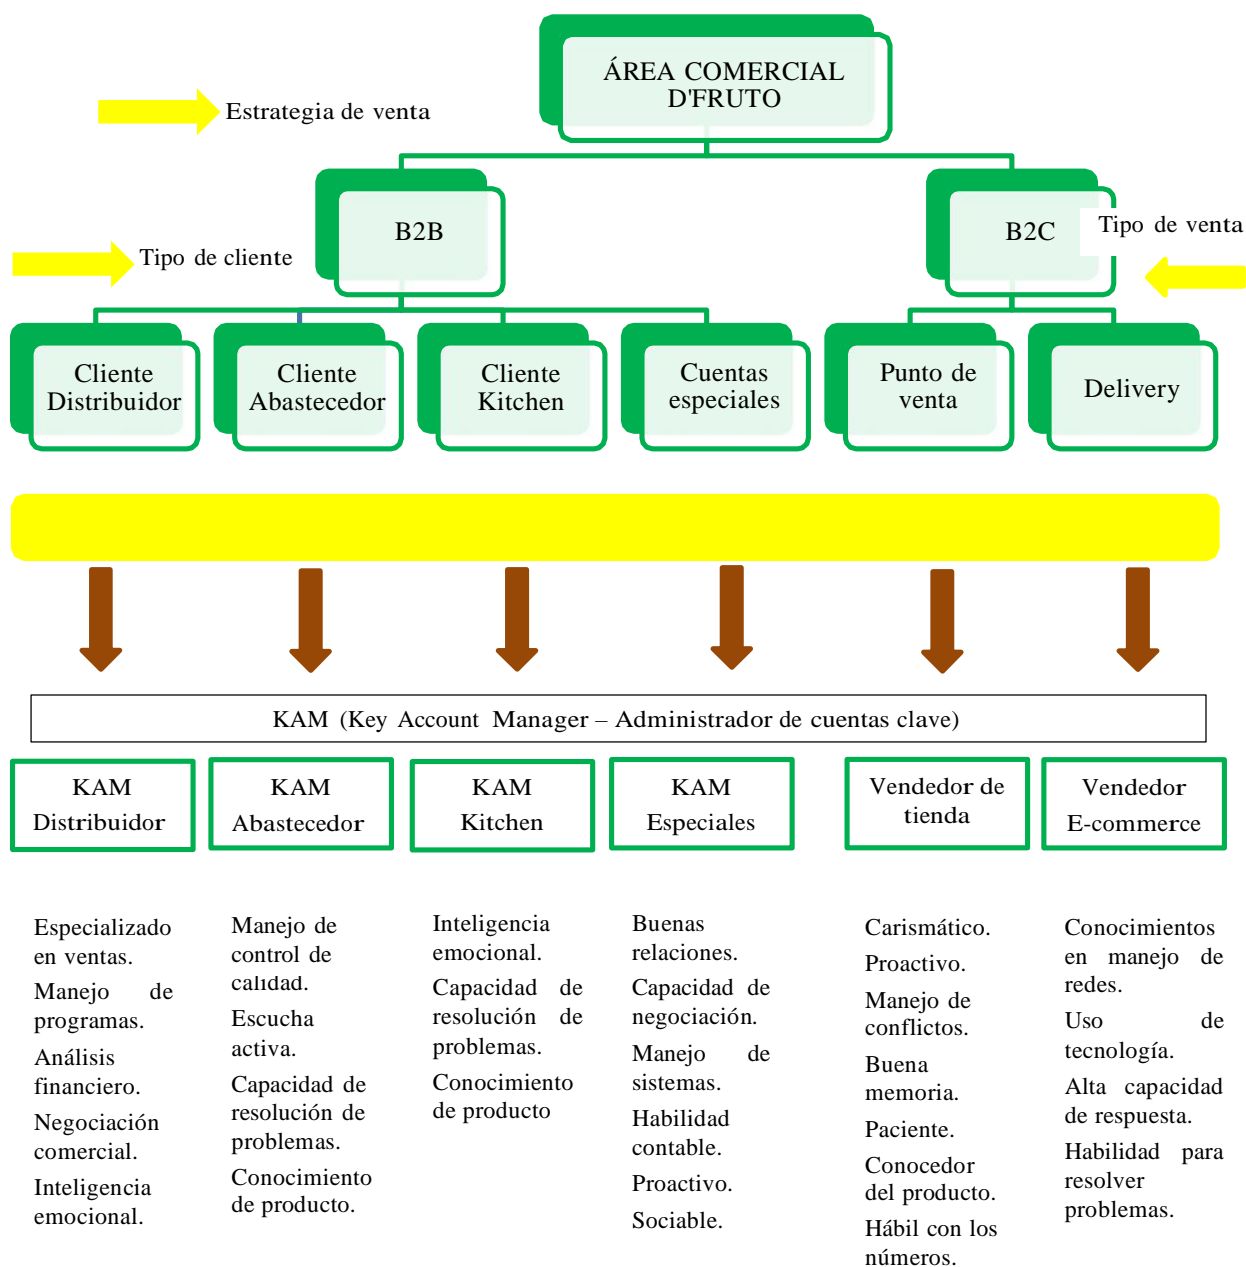 ÁREA COMERCIAL
D'FRUTO
Estrategia de venta
B2B
B2C
Tipo de venta
Tipo de cliente
Cliente
Distribuidor
Cliente
Abastecedor
Cliente
Kitchen
Cuentas
especiales
Punto de
venta
Delivery
KAM (Key Account Manager – Administrador de cuentas clave)
KAM
Distribuidor
KAM
Abastecedor
KAM
Kitchen
KAM
Especiales
Vendedor de
tienda
Vendedor
E-commerce
Especializado
en ventas.
Manejo de
programas.
Análisis
financiero.
Negociación
comercial.
Inteligencia
emocional.
Manejo de
control de
calidad.
Escucha
activa.
Capacidad de
resolución de
problemas.
Conocimiento
de producto.
Inteligencia
emocional.
Capacidad de
resolución de
problemas.
Conocimiento
de producto
Buenas
relaciones.
Capacidad de
negociación.
Manejo de
sistemas.
Habilidad
contable.
Proactivo.
Sociable.
Carismático.
Proactivo.
Manejo de
conflictos.
Buena
memoria.
Paciente.
Conocedor
del producto.
Hábil con los
números.
Conocimientos
en manejo de
redes.
Uso de
tecnología.
Alta capacidad
de respuesta.
Habilidad para
resolver
problemas.